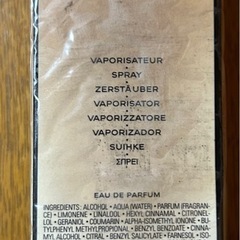 VAPORISATEUR
SPRAY
ZERSTÄUBER
VAPORISATOR
VAPORIZZATORE
VAPORIZADOR
SUIHKE
ΣΠΡΕΙ
EAU DE PARFUM
INGREDIENTS: ALCOHOL • AQUA (WATER) • PARFUM (FRAGRAN-
CE) • LIMONENE • LINALOOL • HEXYL CINNAMAL • CITRONEL-
LOL • GERANIOL • COUMARIN • ALPHA-ISOMETHYL IONONE • BU-
TYLPHENYL METHYLPROPIONAL • BENZYL BENZOATE • CINNA-
MYL ALCOHOL • CITRAL • BENZYL SALICYLATE • FARNESOL • ISO-